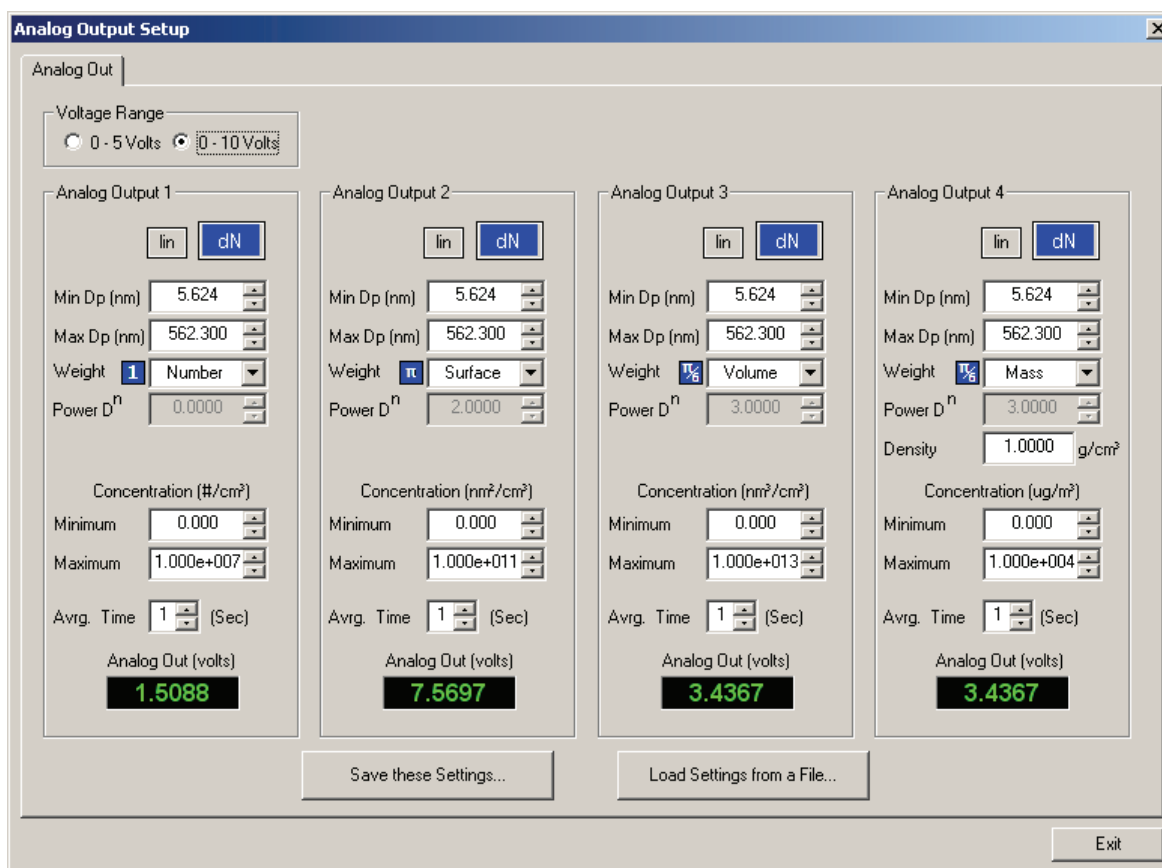 Analog Output Setup
Analog Out
Voltage Range
0 - 5 Volts 0 - 10 Volts
Analog Output 1
lin dN
Min Dp (nm) 5.624
Max Dp (nm) 562.300
Weight 1 Number
Power Dⁿ 0.0000
Concentration (#/cm³)
Minimum 0.000
Maximum 1.000e+007
Avrg. Time 1 (Sec)
Analog Out (volts)
1.5088
Analog Output 2
lin dN
Min Dp (nm) 5.624
Max Dp (nm) 562.300
Weight π Surface
Power Dⁿ 2.0000
Concentration (nm²/cm³)
Minimum 0.000
Maximum 1.000e+011
Avrg. Time 1 (Sec)
Analog Out (volts)
7.5697
Analog Output 3
lin dN
Min Dp (nm) 5.624
Max Dp (nm) 562.300
Weight π/6 Volume
Power Dⁿ 3.0000
Concentration (nm³/cm³)
Minimum 0.000
Maximum 1.000e+013
Avrg. Time 1 (Sec)
Analog Out (volts)
3.4367
Analog Output 4
lin dN
Min Dp (nm) 5.624
Max Dp (nm) 562.300
Weight π/6 Mass
Power Dⁿ 3.0000
Density 1.0000 g/cm³
Concentration (ug/m³)
Minimum 0.000
Maximum 1.000e+004
Avrg. Time 1 (Sec)
Analog Out (volts)
3.4367
Save these Settings... Load Settings from a File...
Exit